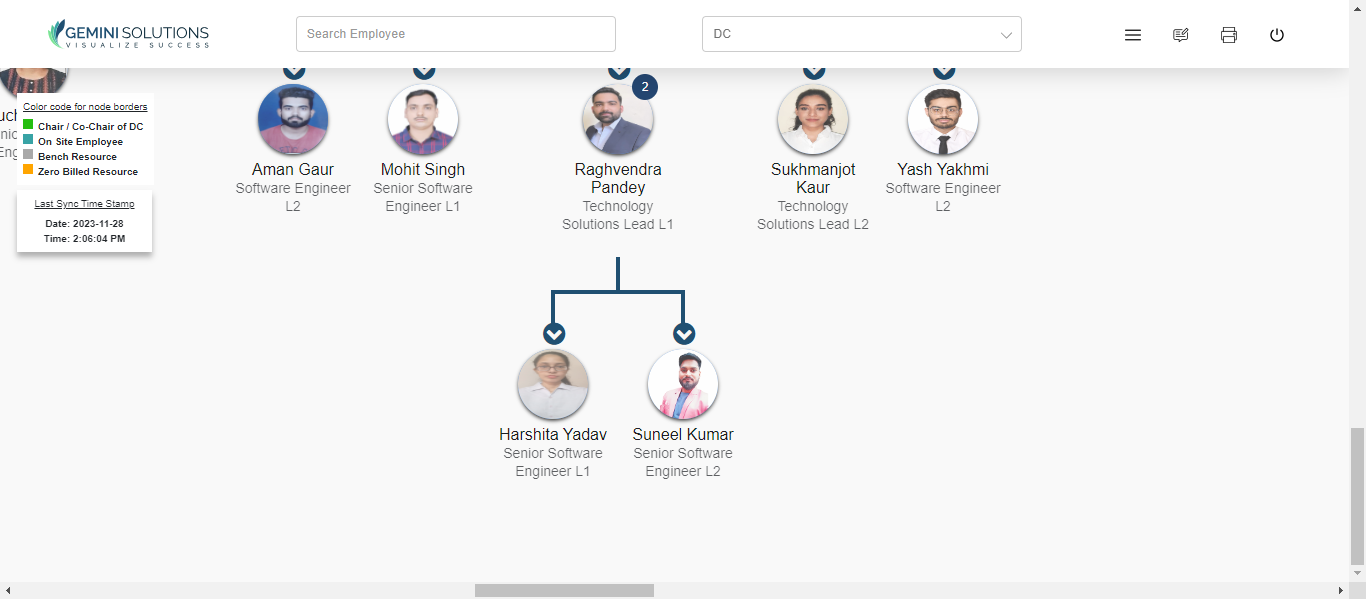 GEMINI SOLUTIONS
VISUALIZE SUCCESS
Search Employee
DC
2
Color code for node borders
Chair / Co-Chair of DC
On Site Employee
Bench Resource
Zero Billed Resource
Last Sync Time Stamp
Date: 2023-11-28
Time: 2:06:04 PM
Aman Gaur
Software Engineer
L2
Mohit Singh
Senior Software
Engineer L1
Raghvendra
Pandey
Technology
Solutions Lead L1
Sukhmanjot
Kaur
Technology
Solutions Lead L2
Yash Yakhmi
Software Engineer
L2
Harshita Yadav
Senior Software
Engineer L1
Suneel Kumar
Senior Software
Engineer L2